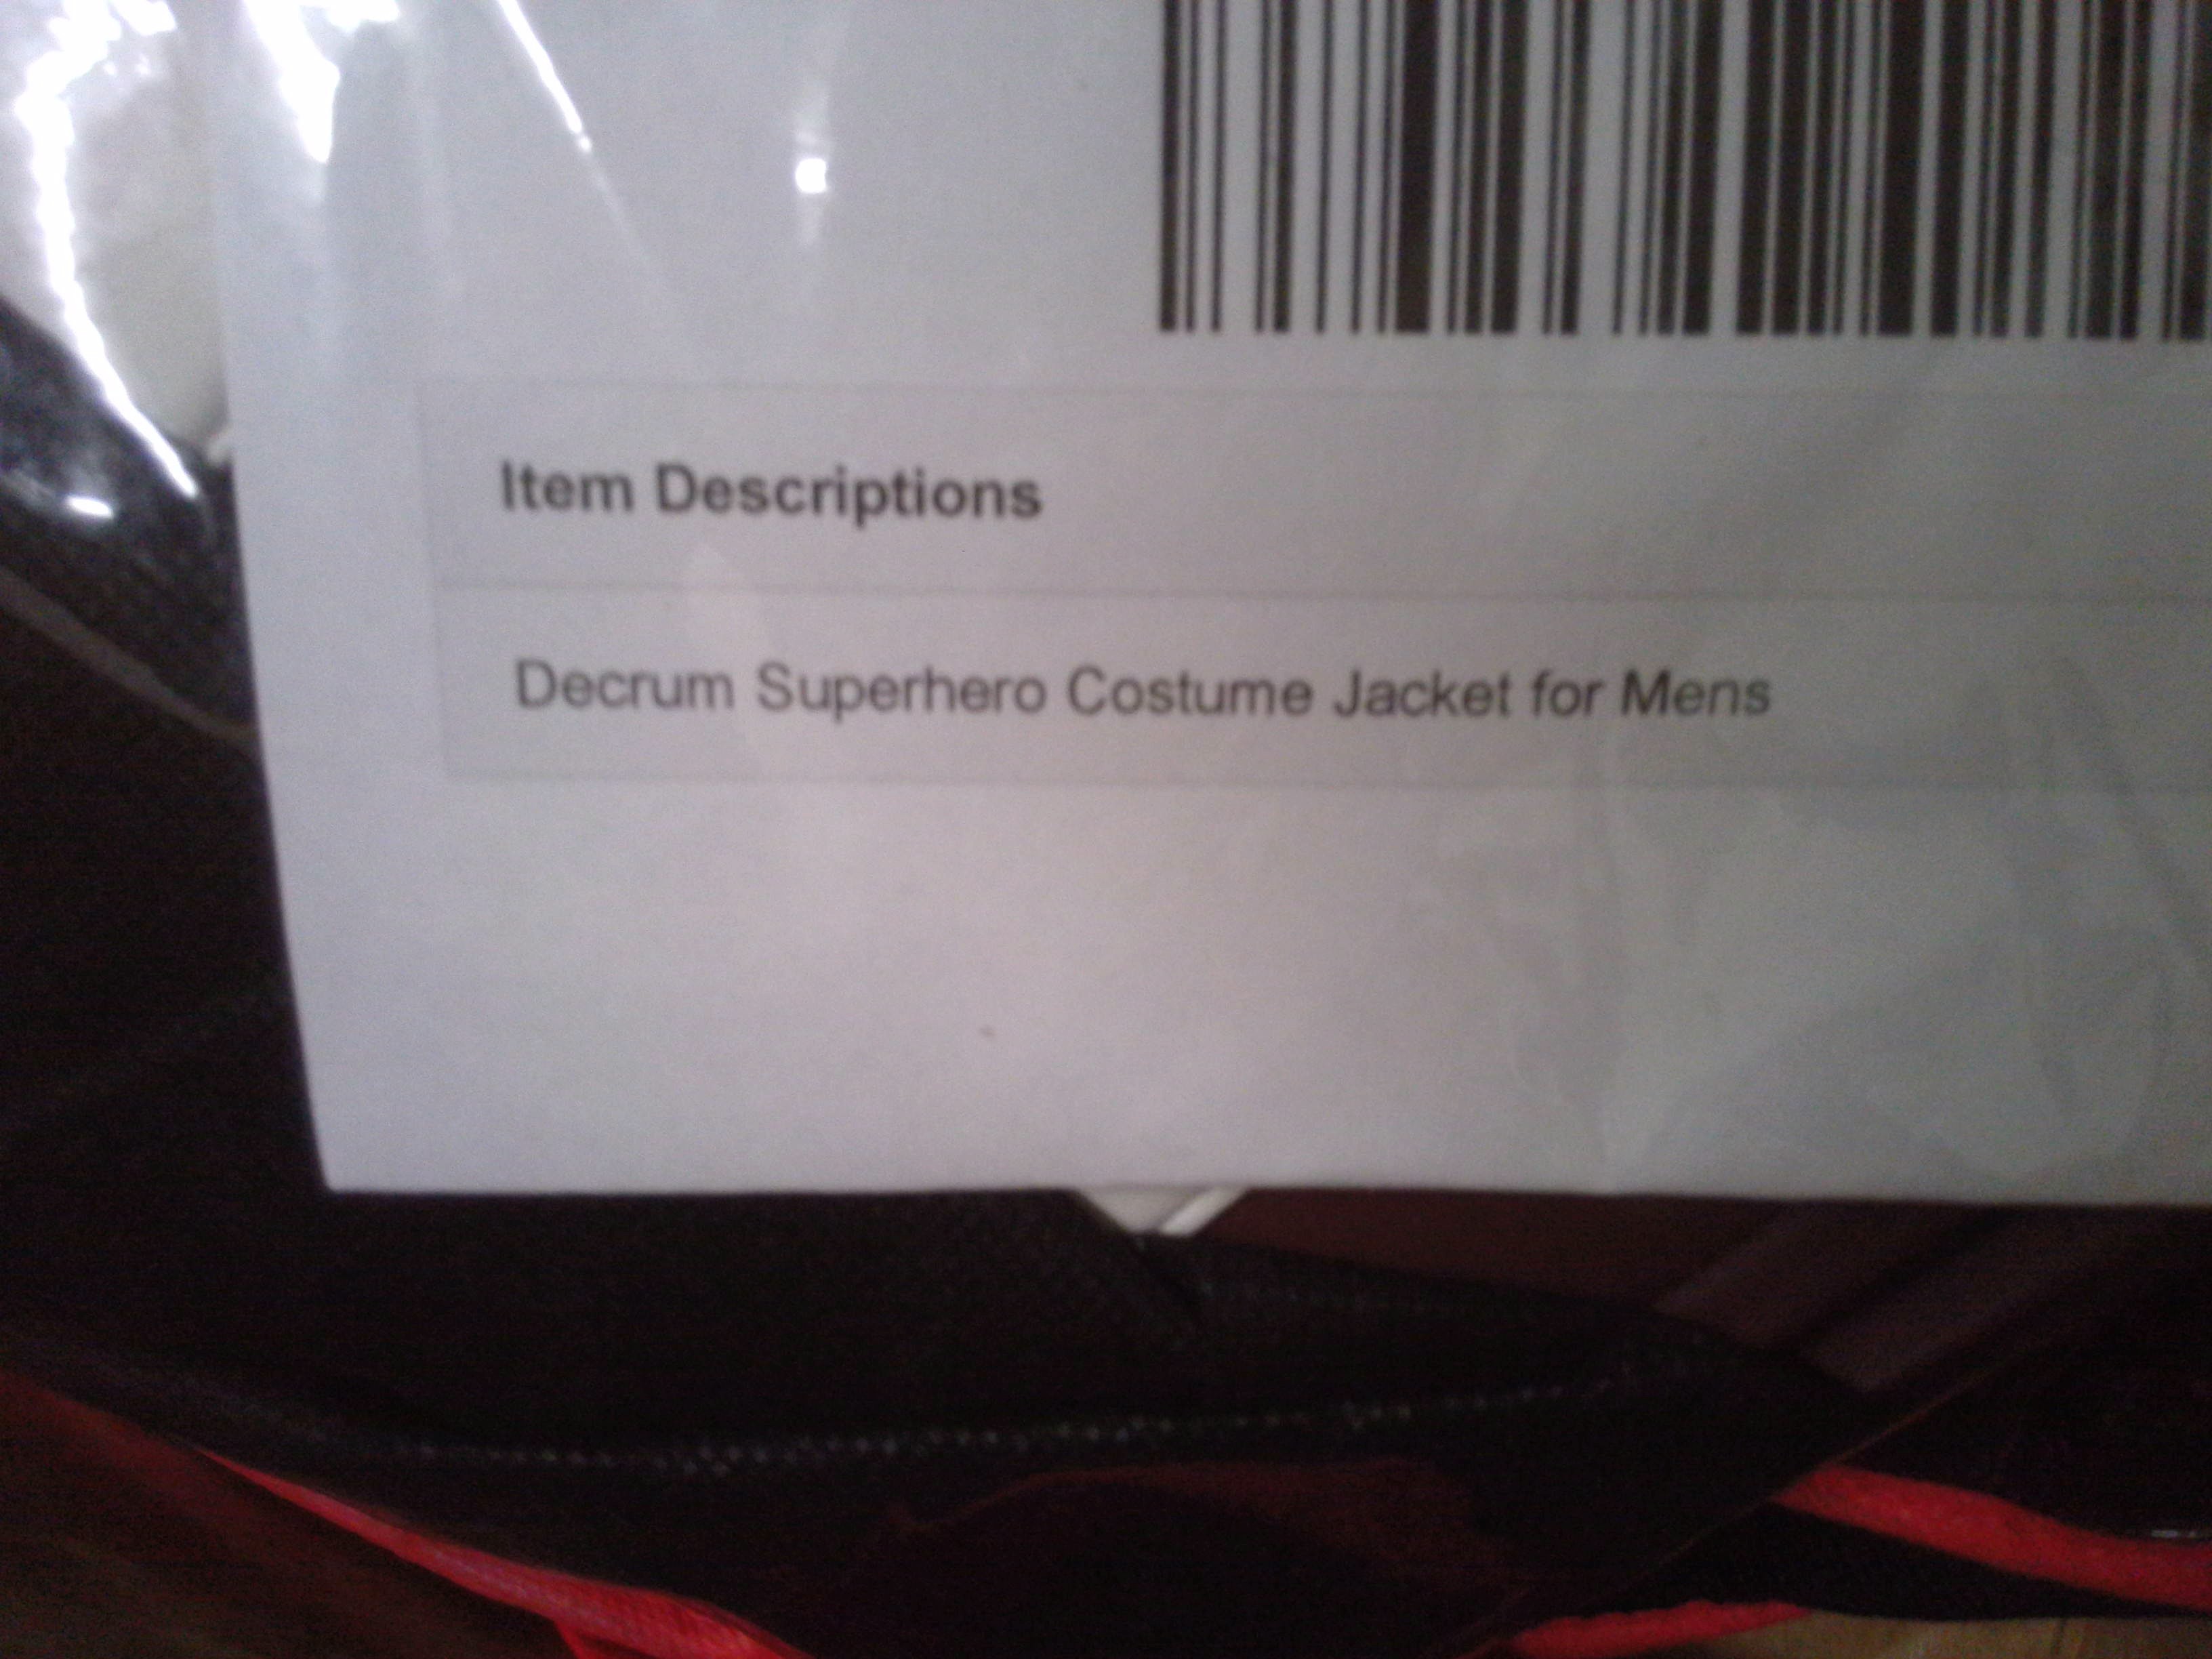 Item Descriptions
Decrum Superhero Costume Jacket for Mens